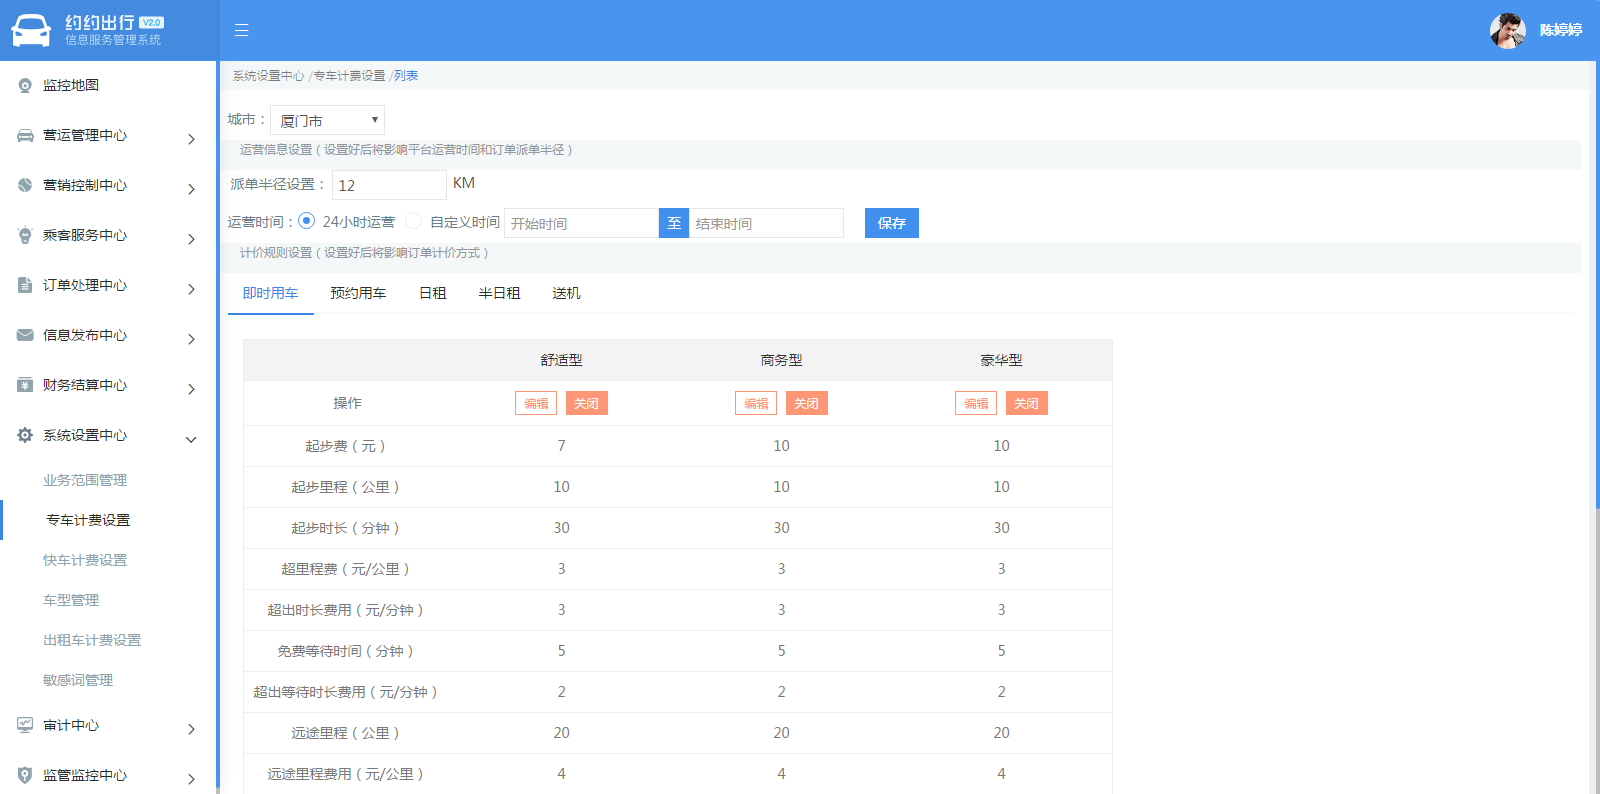 约约出行 V2.0
信息服务管理系统
陈婷婷
监控地图
营运管理中心
营销控制中心
乘客服务中心
订单处理中心
信息发布中心
财务结算中心
系统设置中心
业务范围管理
专车计费设置
快车计费设置
车型管理
出租车计费设置
敏感词管理
审计中心
监管监控中心
系统设置中心 /专车计费设置 /列表
城市： 厦门市
运营信息设置（设置好后将影响平台运营时间和订单派单半径）
派单半径设置： 12 KM
运营时间： 24小时运营 自定义时间 开始时间 至 结束时间 保存
计价规则设置（设置好后将影响订单计价方式）
即时用车 预约用车 日租 半日租 送机
舒适型 商务型 豪华型
操作 编辑 关闭 编辑 关闭 编辑 关闭
起步费（元） 7 10 10
起步里程（公里） 10 10 10
起步时长（分钟） 30 30 30
超里程费（元/公里） 3 3 3
超出时长费用（元/分钟） 3 3 3
免费等待时间（分钟） 5 5 5
超出等待时长费用（元/分钟） 2 2 2
远途里程（公里） 20 20 20
远途里程费用（元/公里） 4 4 4